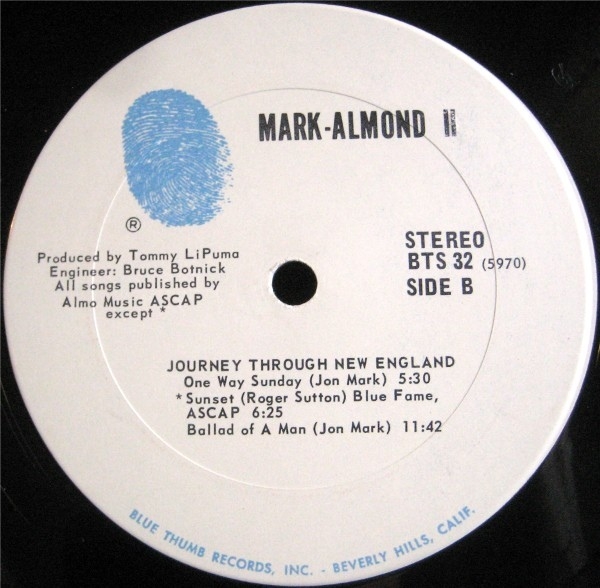 MARK-ALMOND II
®
STEREO
BTS 32 (5970)
SIDE B
Produced by Tommy LiPuma
Engineer: Bruce Botnick
All songs published by
Almo Music ASCAP
except *
JOURNEY THROUGH NEW ENGLAND
One Way Sunday (Jon Mark) 5:30
* Sunset (Roger Sutton) Blue Fame,
ASCAP 6:25
Ballad of A Man (Jon Mark) 11:42
BLUE THUMB RECORDS, INC. - BEVERLY HILLS, CALIF.